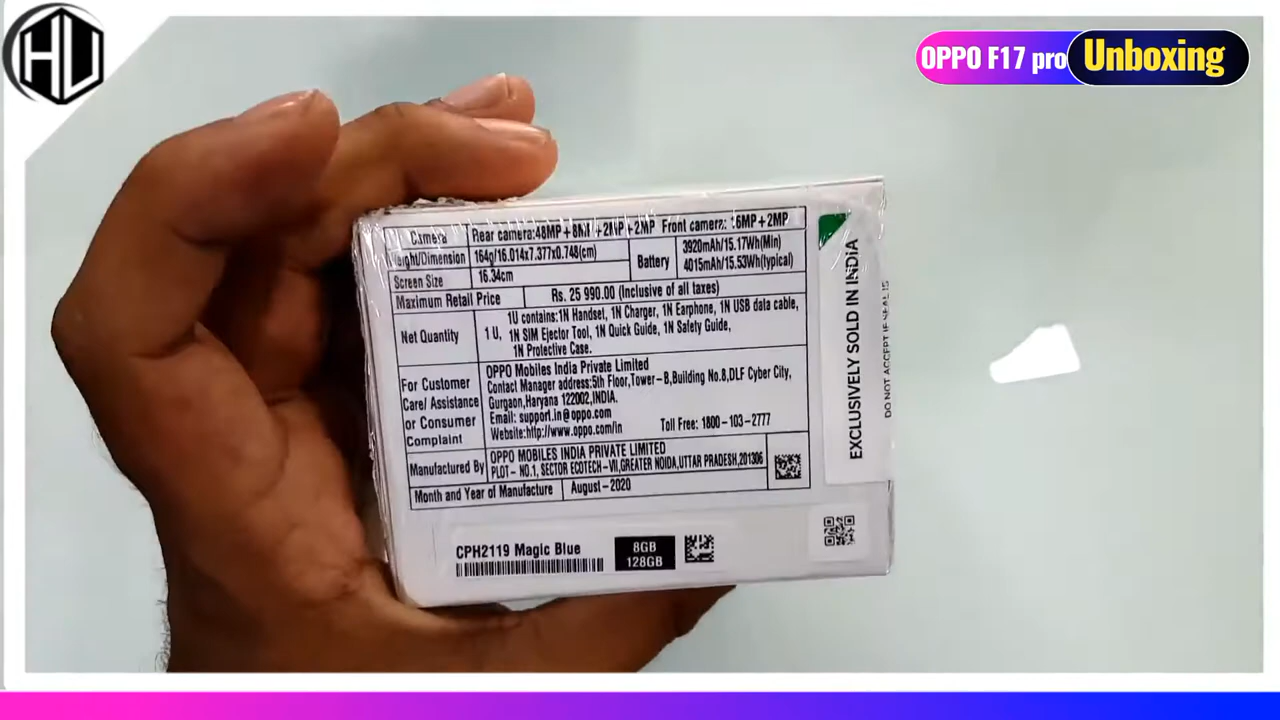 HU
OPPO F17 pro Unboxing
Camera Rear camera:48MP+8MP+2MP+2MP Front camera: 6MP+2MP
Weight/Dimension 164g/16.014x7.377x0.748(cm)
Battery 3920mAh/15.17Wh(Min)
4015mAh/15.53Wh(typical)
Screen Size 16.34cm
Maximum Retail Price Rs. 25 990.00 (Inclusive of all taxes)
Net Quantity 1 U, 1U contains:1N Handset, 1N Charger, 1N Earphone, 1N USB data cable,
1N SIM Ejector Tool, 1N Quick Guide, 1N Safety Guide,
1N Protective Case.
For Customer
Care/ Assistance
or Consumer
Complaint
OPPO Mobiles India Private Limited
Contact Manager address:5th Floor,Tower-B,Building No.8,DLF Cyber City,
Gurgaon,Haryana 122002,INDIA.
Email: support.in@oppo.com
Website:http://www.oppo.com/in Toll Free: 1800-103-2777
Manufactured By OPPO MOBILES INDIA PRIVATE LIMITED
PLOT- NO.1, SECTOR ECOTECH-VII,GREATER NOIDA,UTTAR PRADESH,201306
Month and Year of Manufacture August-2020
CPH2119 Magic Blue
8GB
128GB
EXCLUSIVELY SOLD IN INDIA
DO NOT ACCEPT IF SEAL IS